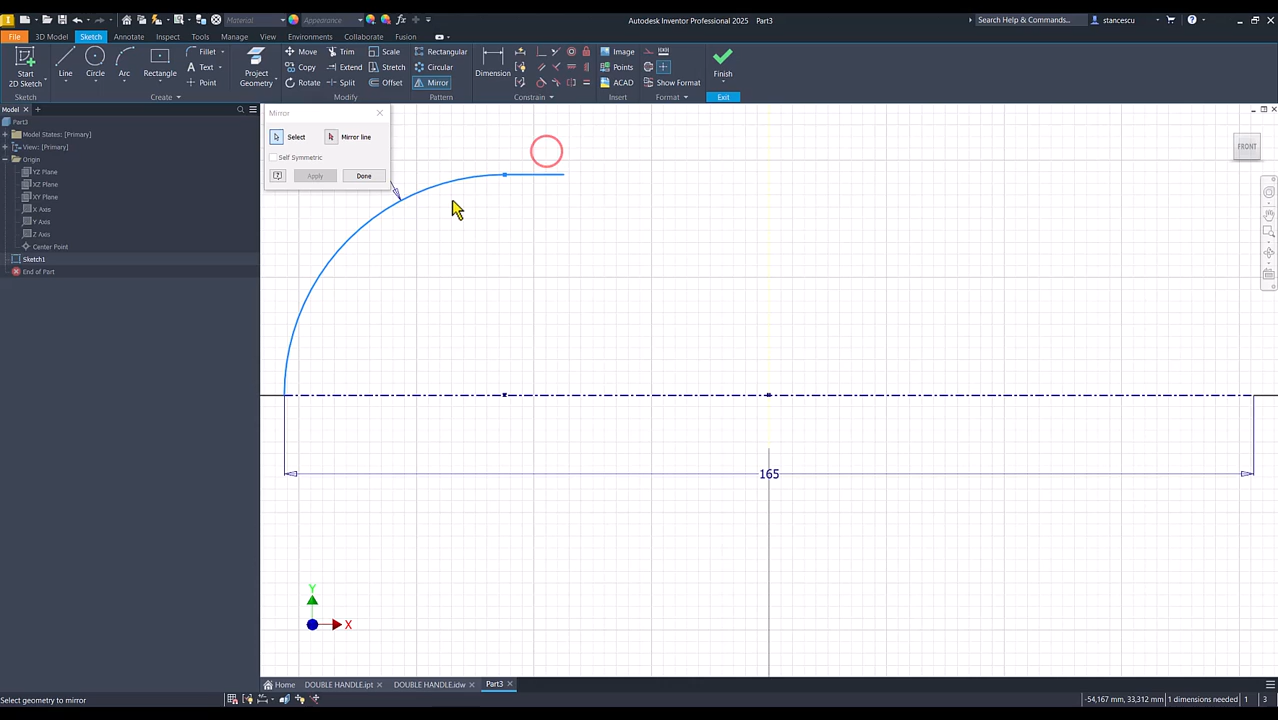 Material
Appearance
fx
Autodesk Inventor Professional 2025 Part3
Search Help & Commands...
stancescu
File 3D Model Sketch Annotate Inspect Tools Manage View Environments Collaborate Fusion
Start
2D Sketch
Line
Circle
Arc
Rectangle
Fillet
Text
Point
Project
Geometry
Move Trim Scale
Copy Extend Stretch
Rotate Split Offset
Rectangular
Circular
Mirror
Dimension
Image
Points
ACAD
Show Format
Finish
Create Modify Pattern Constrain Insert Format Exit
Model
Part3
Model States: [Primary]
View: [Primary]
Origin
YZ Plane
XZ Plane
XY Plane
X Axis
Y Axis
Z Axis
Center Point
Sketch1
End of Part
Mirror
Select Mirror line
Self Symmetric
Apply Done
FRONT
165
Y
X
Home DOUBLE HANDLE.ipt DOUBLE HANDLE.idw Part3
Select geometry to mirror
-54,167 mm, 33,312 mm 1 dimensions needed 1 3